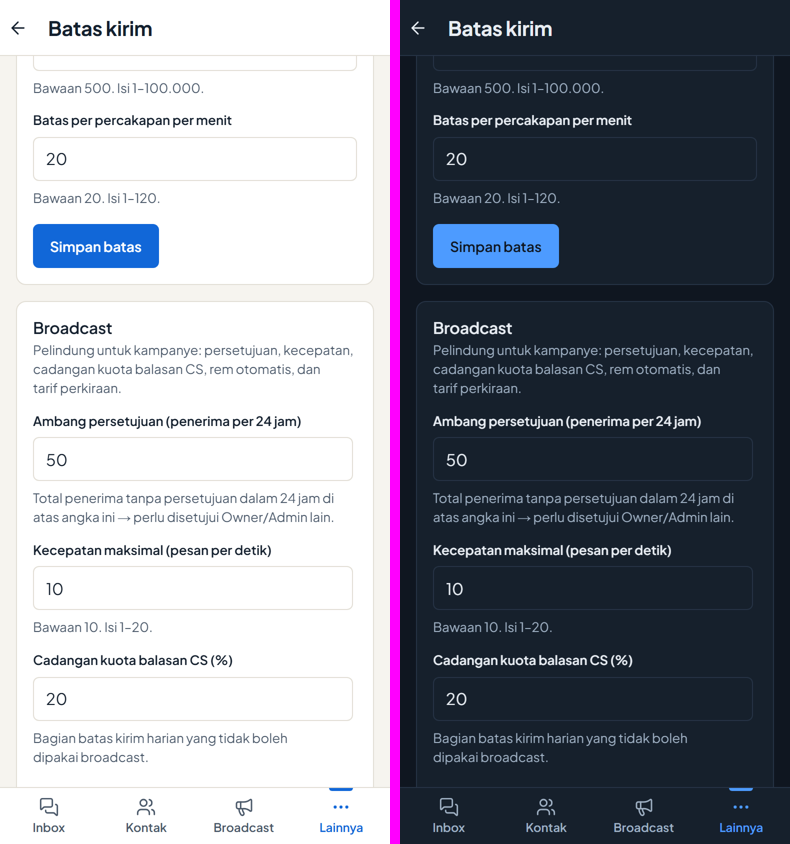 Batas kirim
Bawaan 500. Isi 1–100.000.
Batas per percakapan per menit
20
Bawaan 20. Isi 1–120.
Simpan batas
Broadcast
Pelindung untuk kampanye: persetujuan, kecepatan,
cadangan kuota balasan CS, rem otomatis, dan
tarif perkiraan.
Ambang persetujuan (penerima per 24 jam)
50
Total penerima tanpa persetujuan dalam 24 jam di
atas angka ini → perlu disetujui Owner/Admin lain.
Kecepatan maksimal (pesan per detik)
10
Bawaan 10. Isi 1–20.
Cadangan kuota balasan CS (%)
20
Bagian batas kirim harian yang tidak boleh
dipakai broadcast.
Inbox
Kontak
Broadcast
Lainnya
Batas kirim
Bawaan 500. Isi 1–100.000.
Batas per percakapan per menit
20
Bawaan 20. Isi 1–120.
Simpan batas
Broadcast
Pelindung untuk kampanye: persetujuan, kecepatan,
cadangan kuota balasan CS, rem otomatis, dan
tarif perkiraan.
Ambang persetujuan (penerima per 24 jam)
50
Total penerima tanpa persetujuan dalam 24 jam di
atas angka ini → perlu disetujui Owner/Admin lain.
Kecepatan maksimal (pesan per detik)
10
Bawaan 10. Isi 1–20.
Cadangan kuota balasan CS (%)
20
Bagian batas kirim harian yang tidak boleh
dipakai broadcast.
Inbox
Kontak
Broadcast
Lainnya